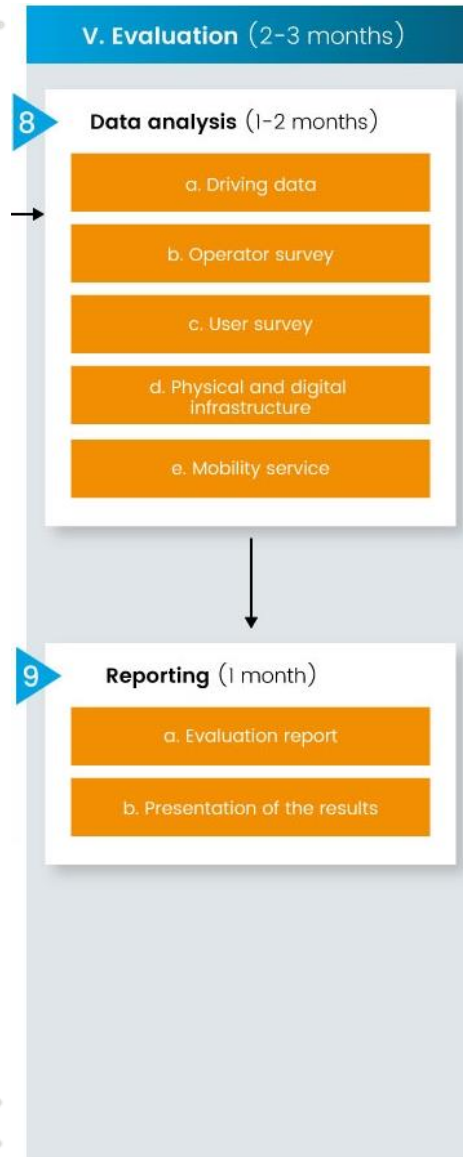 V. Evaluation (2-3 months)
8
Data analysis (1-2 months)
a. Driving data
b. Operator survey
c. User survey
d. Physical and digital
infrastructure
e. Mobility service
9
Reporting (1 month)
a. Evaluation report
b. Presentation of the results